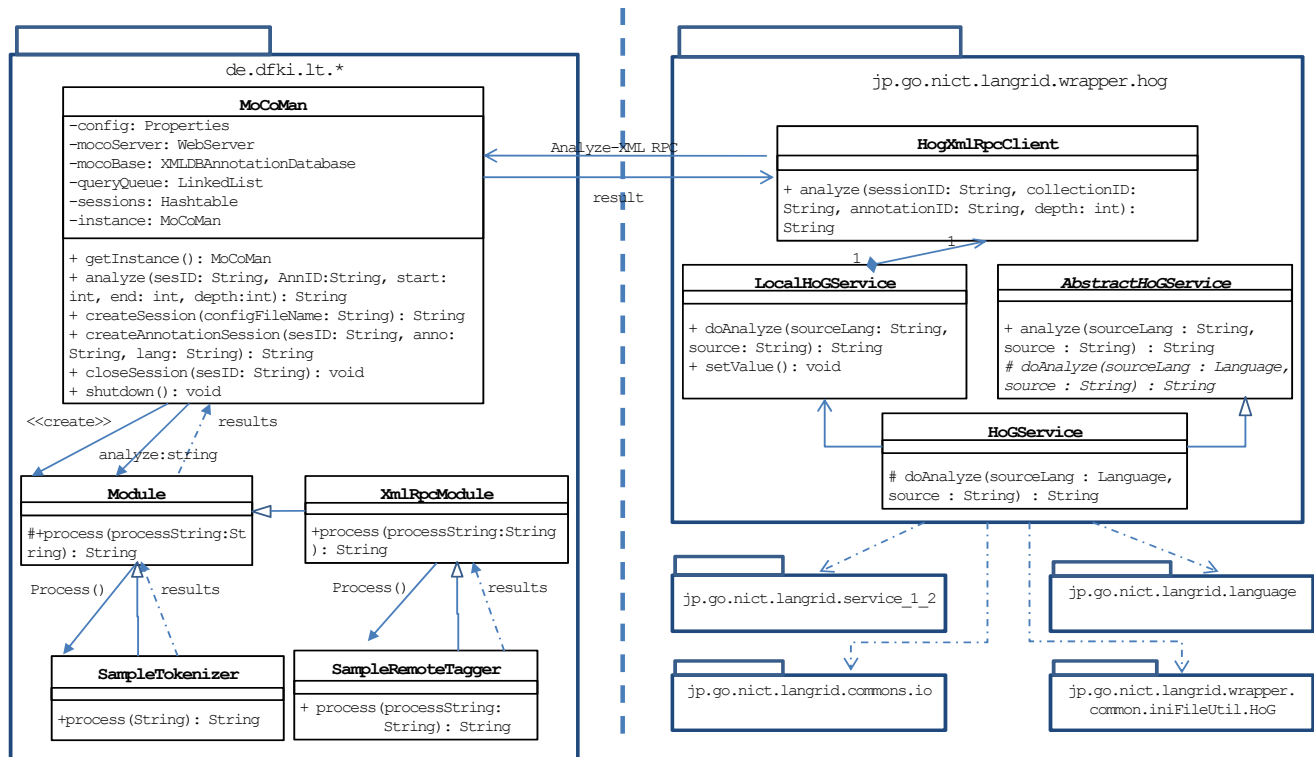 de.dfki.lt.*
MoCoMan
-config: Properties
-mocoServer: WebServer
-mocoBase: XMLDBAnnotationDatabase
-queryQueue: LinkedList
-sessions: Hashtable
-instance: MoCoMan
+ getInstance(): MoCoMan
+ analyze(sesID: String, AnnID:String, start:
int, end: int, depth:int): String
+ createSession(configFileName: String): String
+ createAnnotationSession(sesID: String, anno:
String, lang: String): String
+ closeSession(sesID: String): void
+ shutdown(): void
<<create>>
results
analyze:string
Module
#+process(processString:St
ring): String
XmlRpcModule
+process(processString:String
): String
Process()
results
Process()
results
SampleTokenizer
+process(String): String
SampleRemoteTagger
+ process(processString:
String): String
Analyze-XML RPC
result
jp.go.nict.langrid.wrapper.hog
HogXmlRpcClient
+ analyze(sessionID: String, collectionID:
String, annotationID: String, depth: int):
String
1
1
LocalHoGService
+ doAnalyze(sourceLang: String,
source: String): String
+ setValue(): void
AbstractHoGService
+ analyze(sourceLang : String,
source : String) : String
# doAnalyze(sourceLang : Language,
source : String) : String
HoGService
# doAnalyze(sourceLang : Language,
source : String) : String
jp.go.nict.langrid.service_1_2
jp.go.nict.langrid.language
jp.go.nict.langrid.commons.io
jp.go.nict.langrid.wrapper.
common.iniFileUtil.HoG